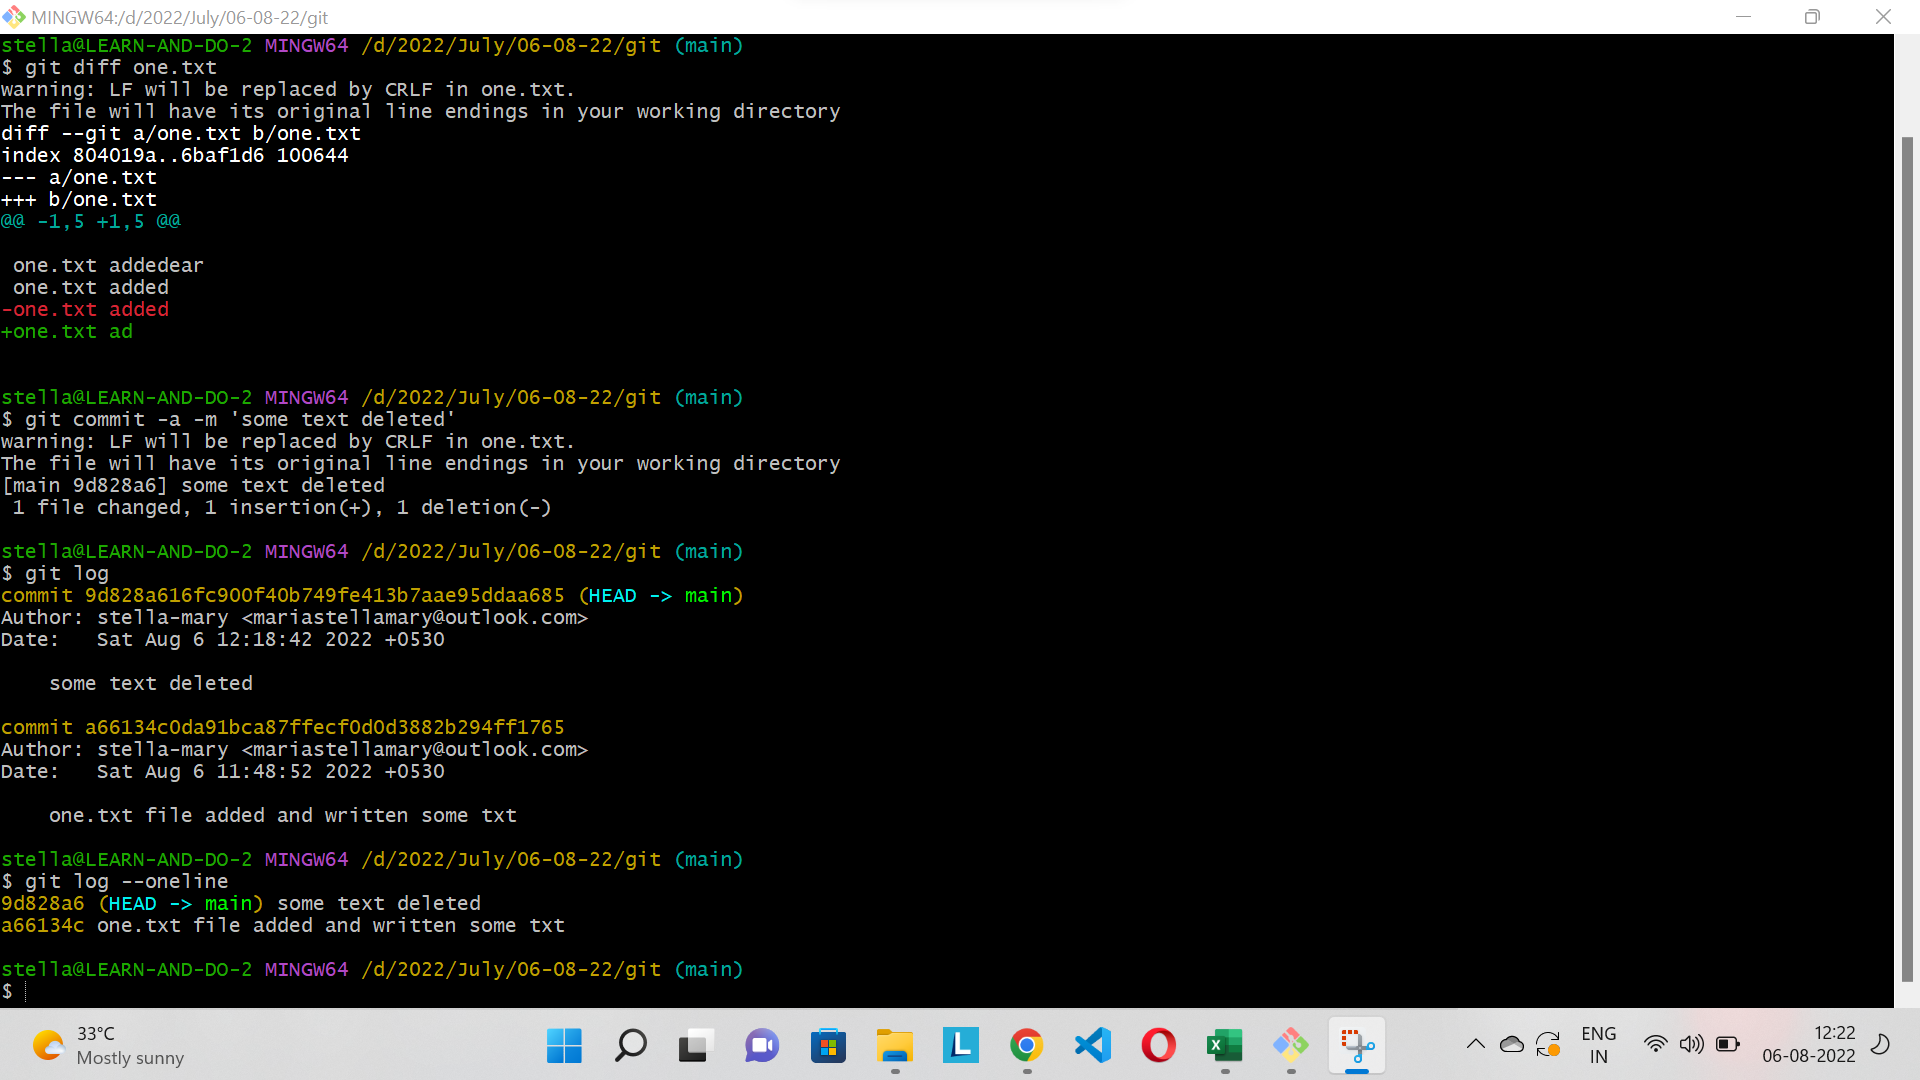 MINGW64:/d/2022/July/06-08-22/git
stella@LEARN-AND-DO-2 MINGW64 /d/2022/July/06-08-22/git (main)
$ git diff one.txt
warning: LF will be replaced by CRLF in one.txt.
The file will have its original line endings in your working directory
diff --git a/one.txt b/one.txt
index 804019a..6baf1d6 100644
--- a/one.txt
+++ b/one.txt
@@ -1,5 +1,5 @@
 one.txt addedear
 one.txt added
-one.txt added
+one.txt ad
stella@LEARN-AND-DO-2 MINGW64 /d/2022/July/06-08-22/git (main)
$ git commit -a -m 'some text deleted'
warning: LF will be replaced by CRLF in one.txt.
The file will have its original line endings in your working directory
[main 9d828a6] some text deleted
 1 file changed, 1 insertion(+), 1 deletion(-)
stella@LEARN-AND-DO-2 MINGW64 /d/2022/July/06-08-22/git (main)
$ git log
commit 9d828a616fc900f40b749fe413b7aae95ddaa685 (HEAD -> main)
Author: stella-mary <mariastellamary@outlook.com>
Date:   Sat Aug 6 12:18:42 2022 +0530
    some text deleted
commit a66134c0da91bca87ffecf0d0d3882b294ff1765
Author: stella-mary <mariastellamary@outlook.com>
Date:   Sat Aug 6 11:48:52 2022 +0530
    one.txt file added and written some txt
stella@LEARN-AND-DO-2 MINGW64 /d/2022/July/06-08-22/git (main)
$ git log --oneline
9d828a6 (HEAD -> main) some text deleted
a66134c one.txt file added and written some txt
stella@LEARN-AND-DO-2 MINGW64 /d/2022/July/06-08-22/git (main)
$
33°C
Mostly sunny
L
X
ENG
IN
12:22
06-08-2022